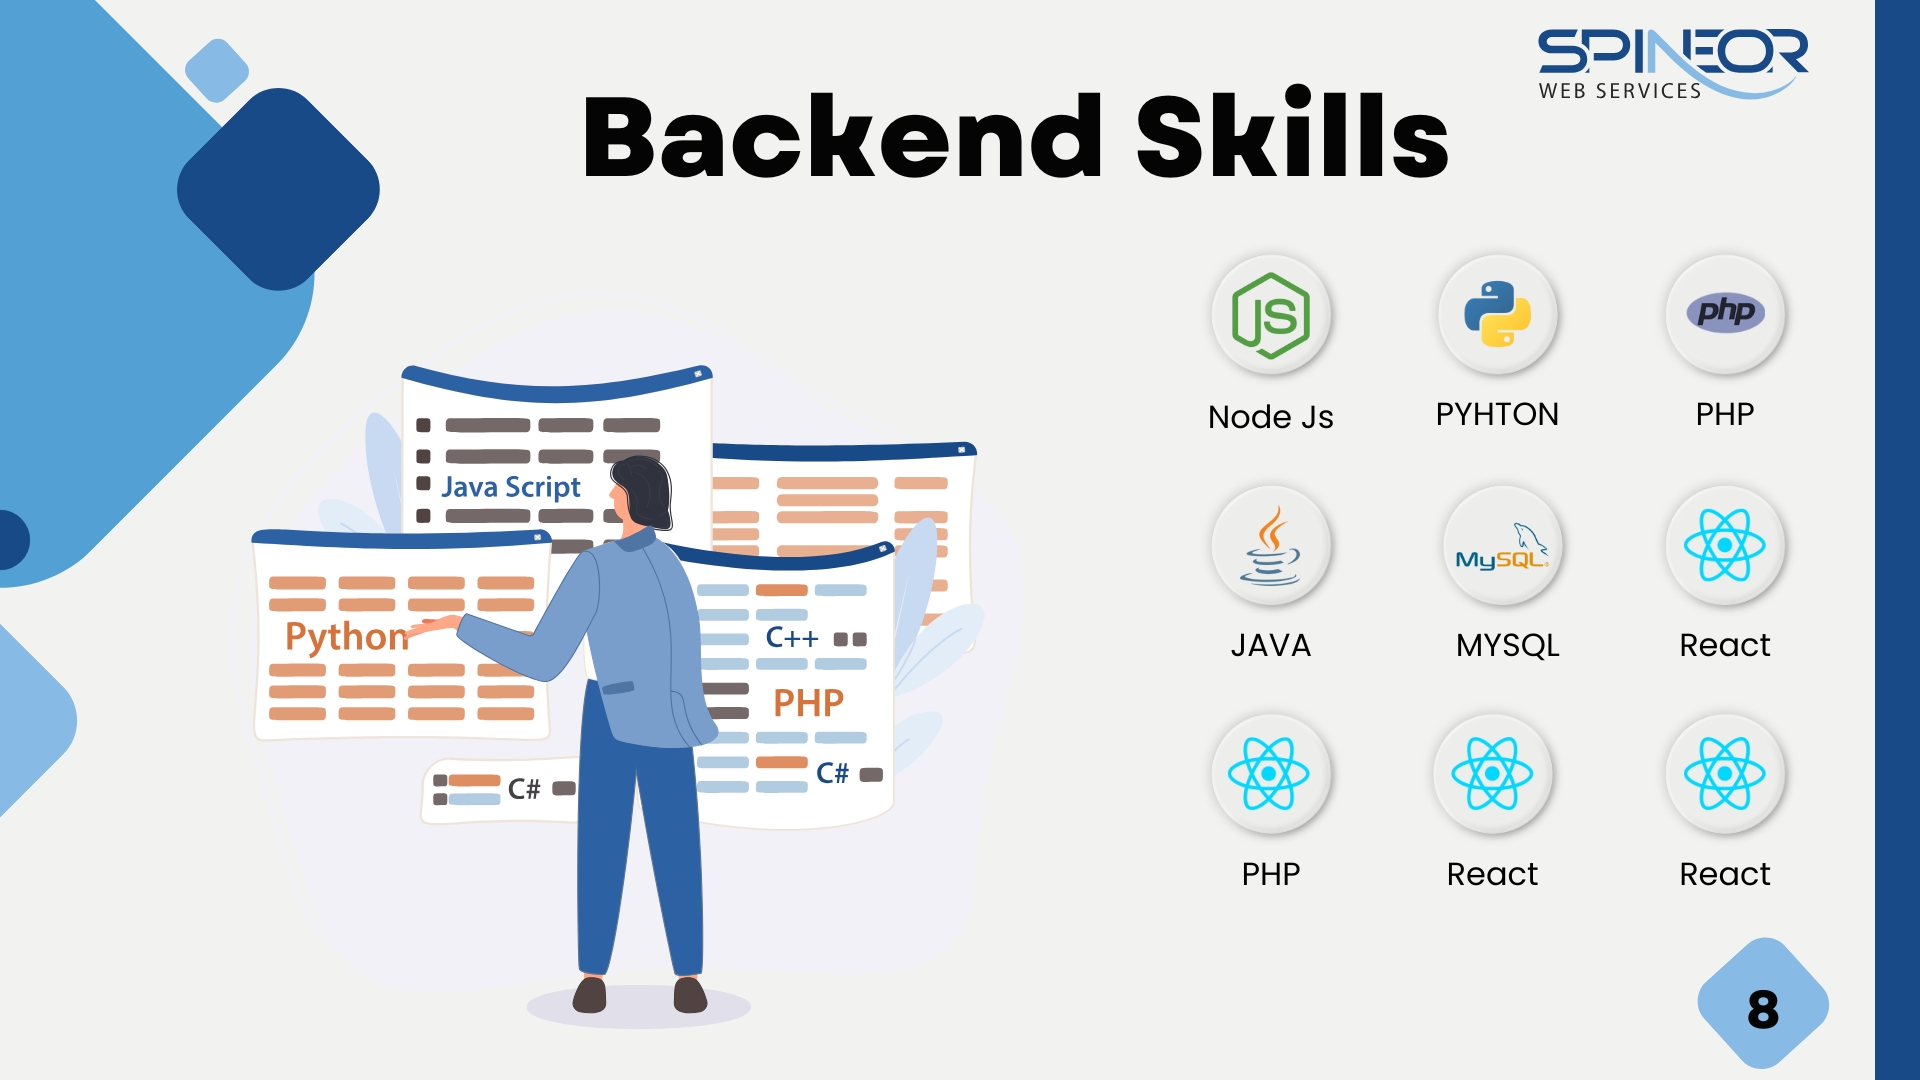 SPINEOR
WEB SERVICES
Backend Skills
JS
php
Node Js
PYHTON
PHP
MySQL
JAVA
MYSQL
React
PHP
React
React
Java Script
Python
C++
PHP
C#
C#
8